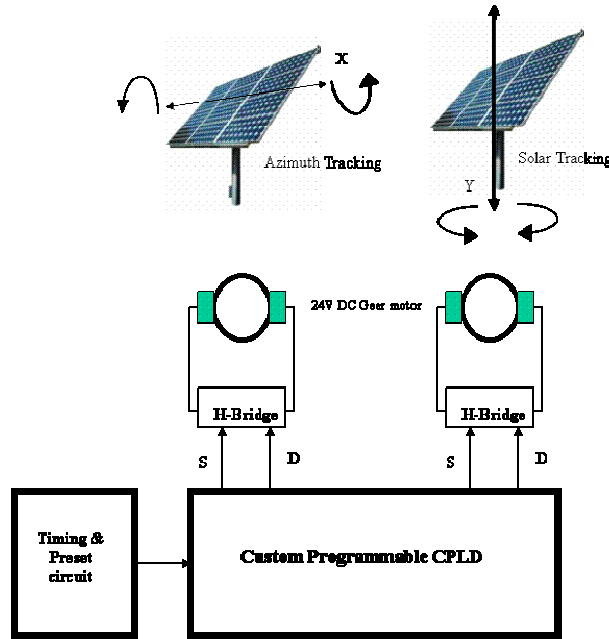 X
Azimuth Tracking
Solar Tracking
Y
24V DC Gear motor
H-Bridge
H-Bridge
S
D
S
D
Timing &
Preset
circuit
Custom Programmable CPLD